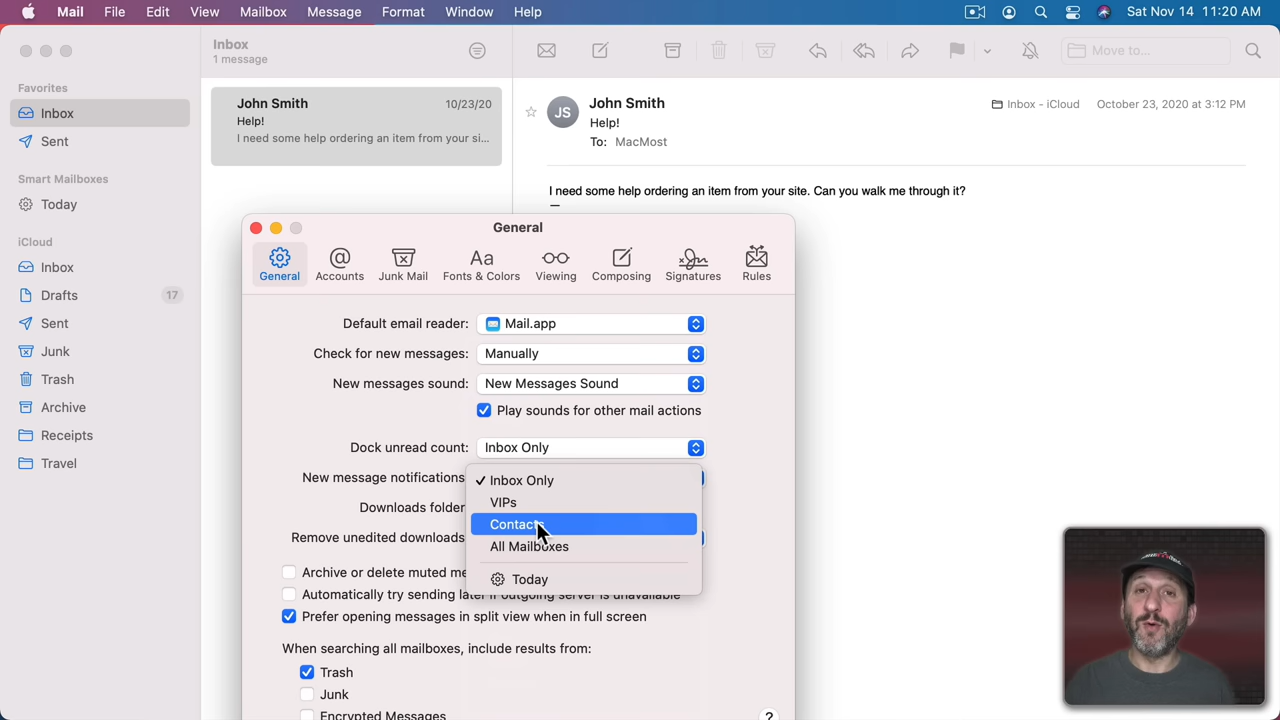 Mail File Edit View Mailbox Message Format Window Help Sat Nov 14 11:20 AM
Inbox
1 message
Move to...
Favorites
Inbox
Sent
Smart Mailboxes
Today
iCloud
Inbox
Drafts 17
Sent
Junk
Trash
Archive
Receipts
Travel
John Smith 10/23/20
Help!
I need some help ordering an item from your si...
JS
John Smith
Help!
To: MacMost
Inbox - iCloud October 23, 2020 at 3:12 PM
I need some help ordering an item from your site. Can you walk me through it?
—
General
General Accounts Junk Mail Fonts & Colors Viewing Composing Signatures Rules
Default email reader: Mail.app
Check for new messages: Manually
New messages sound: New Messages Sound
Play sounds for other mail actions
Dock unread count: Inbox Only
New message notifications
Inbox Only
VIPs
Contacts
All Mailboxes
Today
Downloads folder
Remove unedited downloads
Archive or delete muted
Automatically try sending later if outgoing server is unavailable
Prefer opening messages in split view when in full screen
When searching all mailboxes, include results from:
Trash
Junk
Encrypted Messages
?